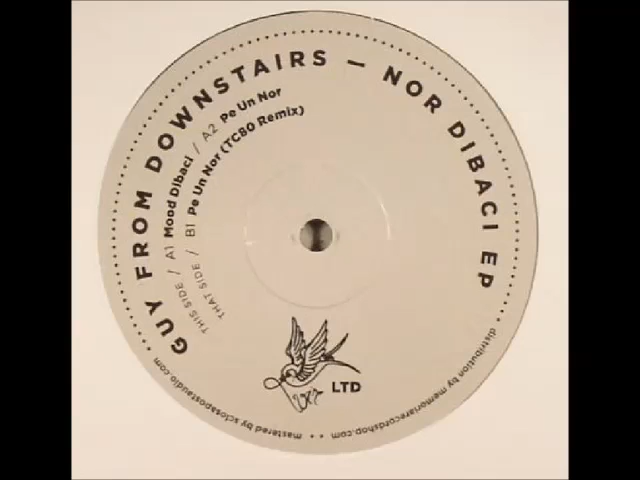 GUY FROM DOWNSTAIRS — NOR DIBACI EP
THIS SIDE / A1 Mood Dibaci / A2 Pe Un Nor
THAT SIDE / B1 Pe Un Nor (TC80 Remix)
LTD
distribution by memoriarecordshop.com
mastered by sclosspostaudio.com